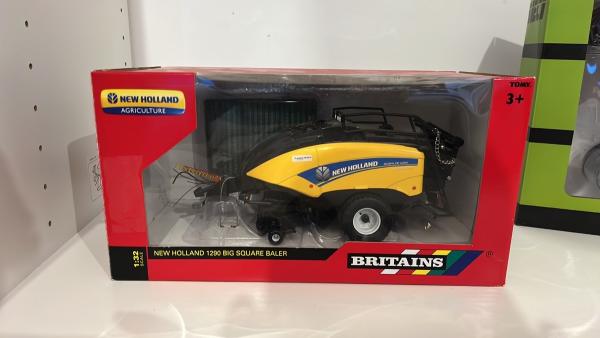 NEW HOLLAND
AGRICULTURE
TOMY
3+
NEW HOLLAND
1:32
SCALE
NEW HOLLAND 1290 BIG SQUARE BALER
BRITAINS®